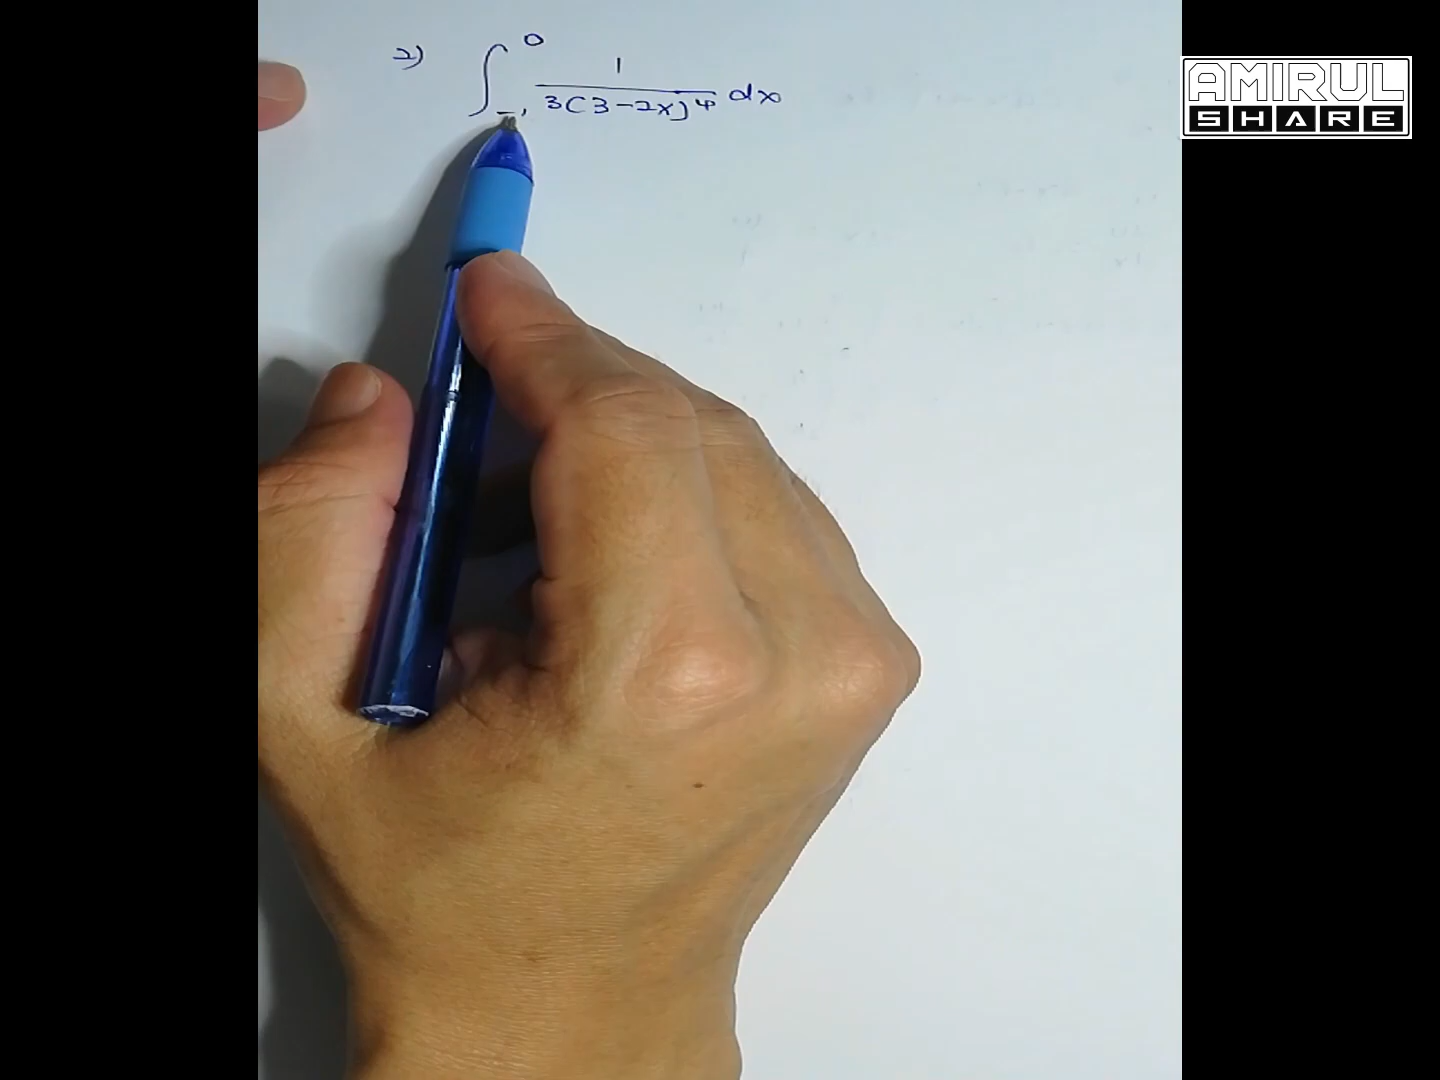 2) ∫₋₁⁰ 1/3(3-2x)⁴ dx
AMIRUL
SHARE